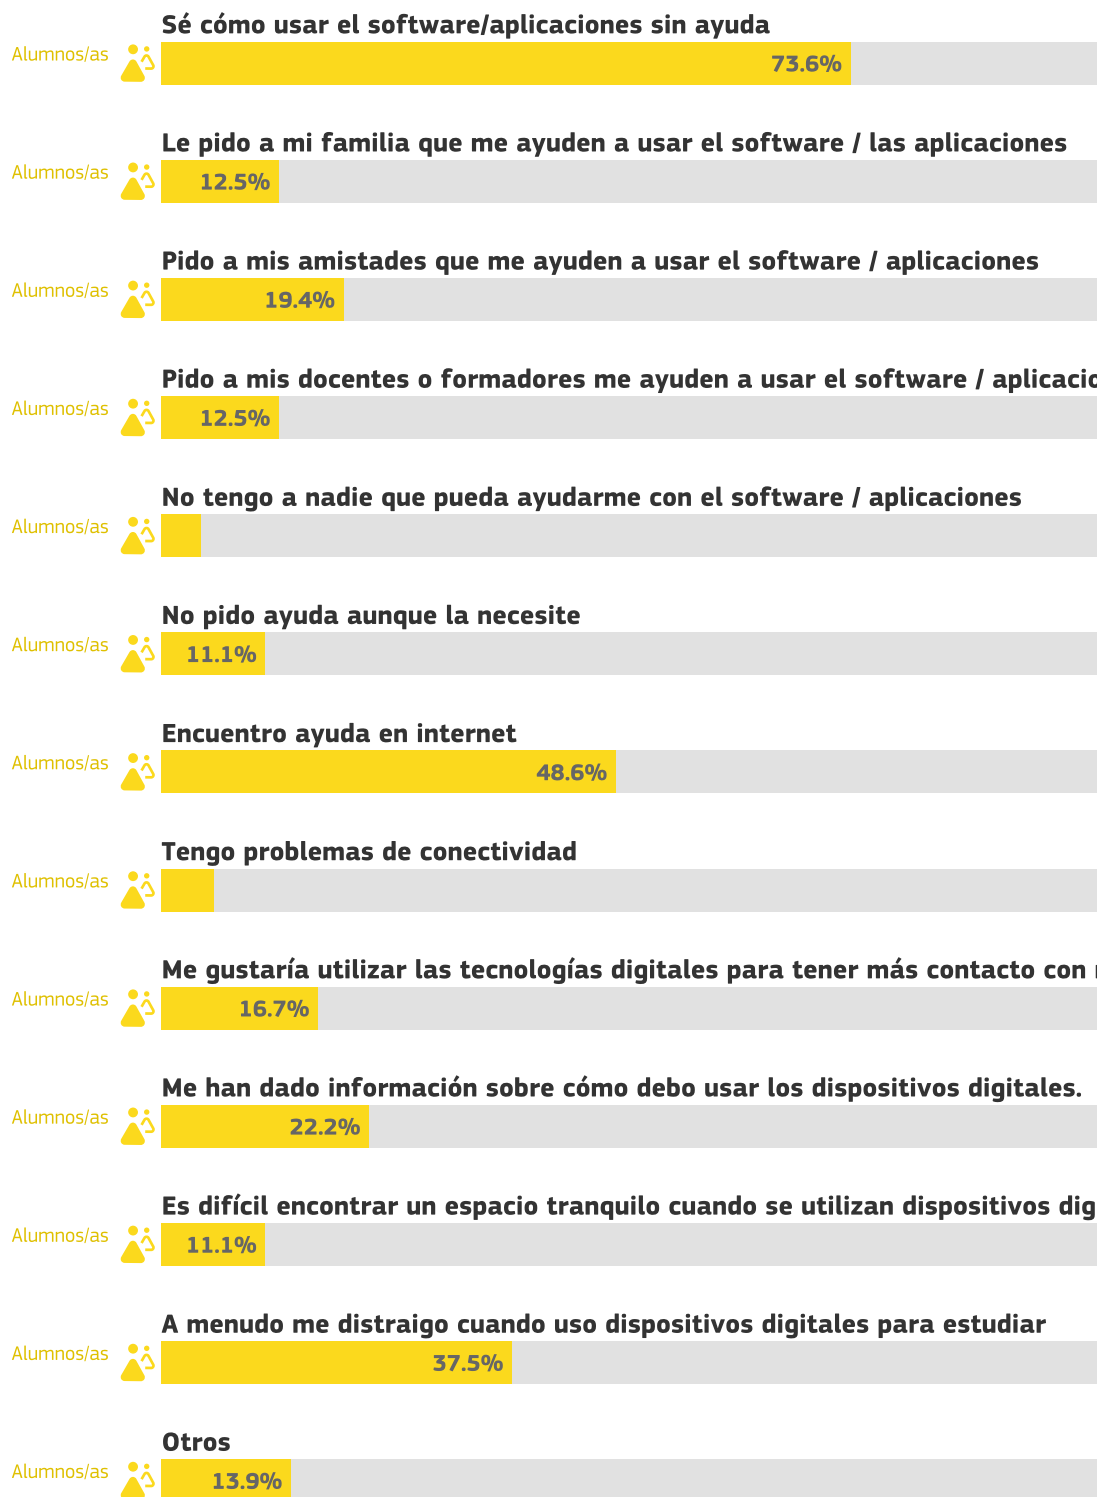 Sé cómo usar el software/aplicaciones sin ayuda
Alumnos/as
73.6%
Le pido a mi familia que me ayuden a usar el software / las aplicaciones
Alumnos/as
12.5%
Pido a mis amistades que me ayuden a usar el software / aplicaciones
Alumnos/as
19.4%
Pido a mis docentes o formadores me ayuden a usar el software /
Alumnos/as
12.5%
No tengo a nadie que pueda ayudarme con el software / aplicaciones
Alumnos/as
No pido ayuda aunque la necesite
Alumnos/as
11.1%
Encuentro ayuda en internet
Alumnos/as
48.6%
Tengo problemas de conectividad
Alumnos/as
Me gustaría utilizar las tecnologías digitales para tener más contacto con
Alumnos/as
16.7%
Me han dado información sobre cómo debo usar los dispositivos digitales.
Alumnos/as
22.2%
Es difícil encontrar un espacio tranquilo cuando se utilizan dispositivos dig
Alumnos/as
11.1%
A menudo me distraigo cuando uso dispositivos digitales para estudiar
Alumnos/as
37.5%
Otros
Alumnos/as
13.9%